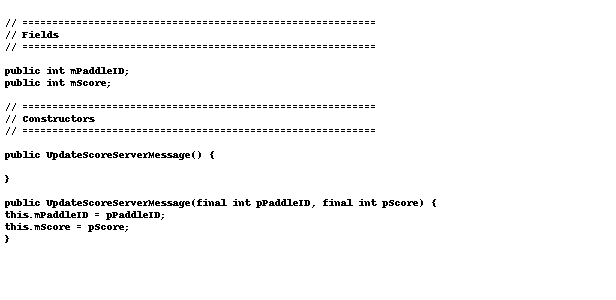 // ===========================================================
// Fields
// ===========================================================
public int mPaddleID;
public int mScore;
// ===========================================================
// Constructors
// ===========================================================
public UpdateScoreServerMessage() {
}
public UpdateScoreServerMessage(final int pPaddleID, final int pScore) {
this.mPaddleID = pPaddleID;
this.mScore = pScore;
}